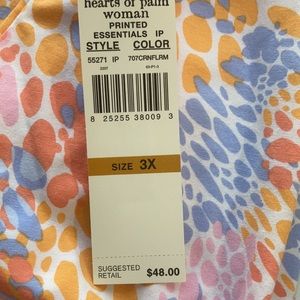 hearts of palm
woman
PRINTED
ESSENTIALS IP
STYLE COLOR
55271 IP 707CRNFLRM
8 25255 38009 3
SIZE 3X
SUGGESTED
RETAIL $48.00